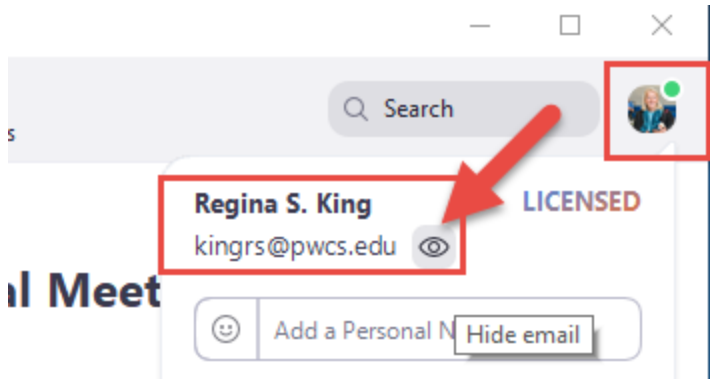 Search
s
Regina S. King
LICENSED
kingrs@pwcs.edu
al Meet
Add a Personal N
Hide email